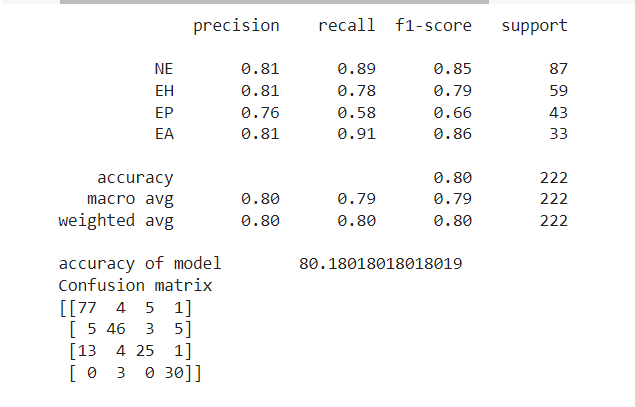 precision recall f1-score support
NE 0.81 0.89 0.85 87
EH 0.81 0.78 0.79 59
EP 0.76 0.58 0.66 43
EA 0.81 0.91 0.86 33
accuracy 0.80 222
macro avg 0.80 0.79 0.79 222
weighted avg 0.80 0.80 0.80 222
accuracy of model 80.18018018018019
Confusion matrix
[[77 4 5 1]
[ 5 46 3 5]
[13 4 25 1]
[ 0 3 0 30]]